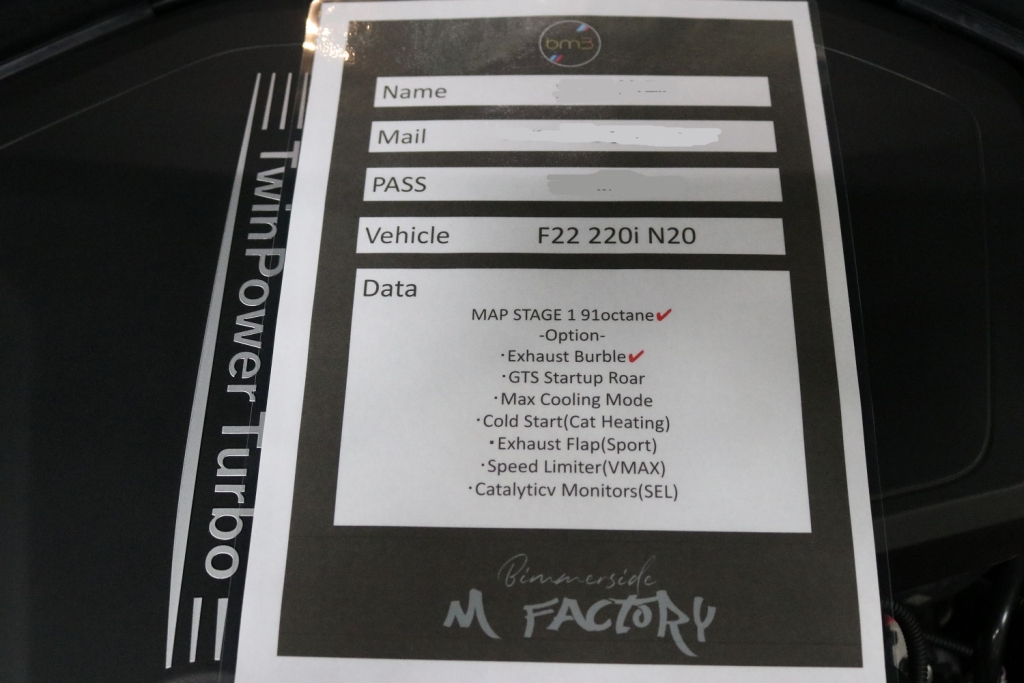 bm3
Name
Mail
PASS
Vehicle F22 220i N20
Data
MAP STAGE 1 91octane✔
-Option-
・Exhaust Burble✔
・GTS Startup Roar
・Max Cooling Mode
・Cold Start(Cat Heating)
・Exhaust Flap(Sport)
・Speed Limiter(VMAX)
・Catalyticv Monitors(SEL)
Bimmerside
M FACTORY
TwinPower Turbo